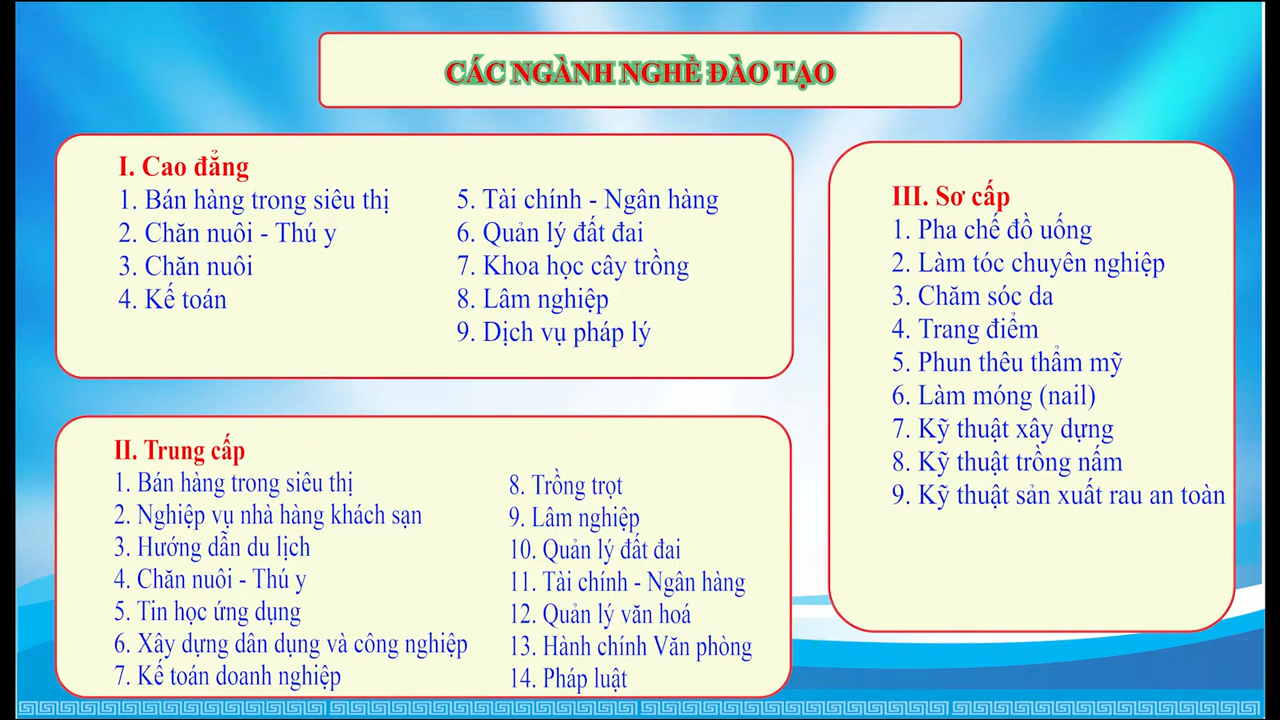 CÁC NGÀNH NGHỀ ĐÀO TẠO
I. Cao đẳng
1. Bán hàng trong siêu thị
2. Chăn nuôi - Thú y
3. Chăn nuôi
4. Kế toán
5. Tài chính - Ngân hàng
6. Quản lý đất đai
7. Khoa học cây trồng
8. Lâm nghiệp
9. Dịch vụ pháp lý
II. Trung cấp
1. Bán hàng trong siêu thị
2. Nghiệp vụ nhà hàng khách sạn
3. Hướng dẫn du lịch
4. Chăn nuôi - Thú y
5. Tin học ứng dụng
6. Xây dựng dân dụng và công nghiệp
7. Kế toán doanh nghiệp
8. Trồng trọt
9. Lâm nghiệp
10. Quản lý đất đai
11. Tài chính - Ngân hàng
12. Quản lý văn hoá
13. Hành chính Văn phòng
14. Pháp luật
III. Sơ cấp
1. Pha chế đồ uống
2. Làm tóc chuyên nghiệp
3. Chăm sóc da
4. Trang điểm
5. Phun thêu thẩm mỹ
6. Làm móng (nail)
7. Kỹ thuật xây dựng
8. Kỹ thuật trồng nấm
9. Kỹ thuật sản xuất rau an toàn